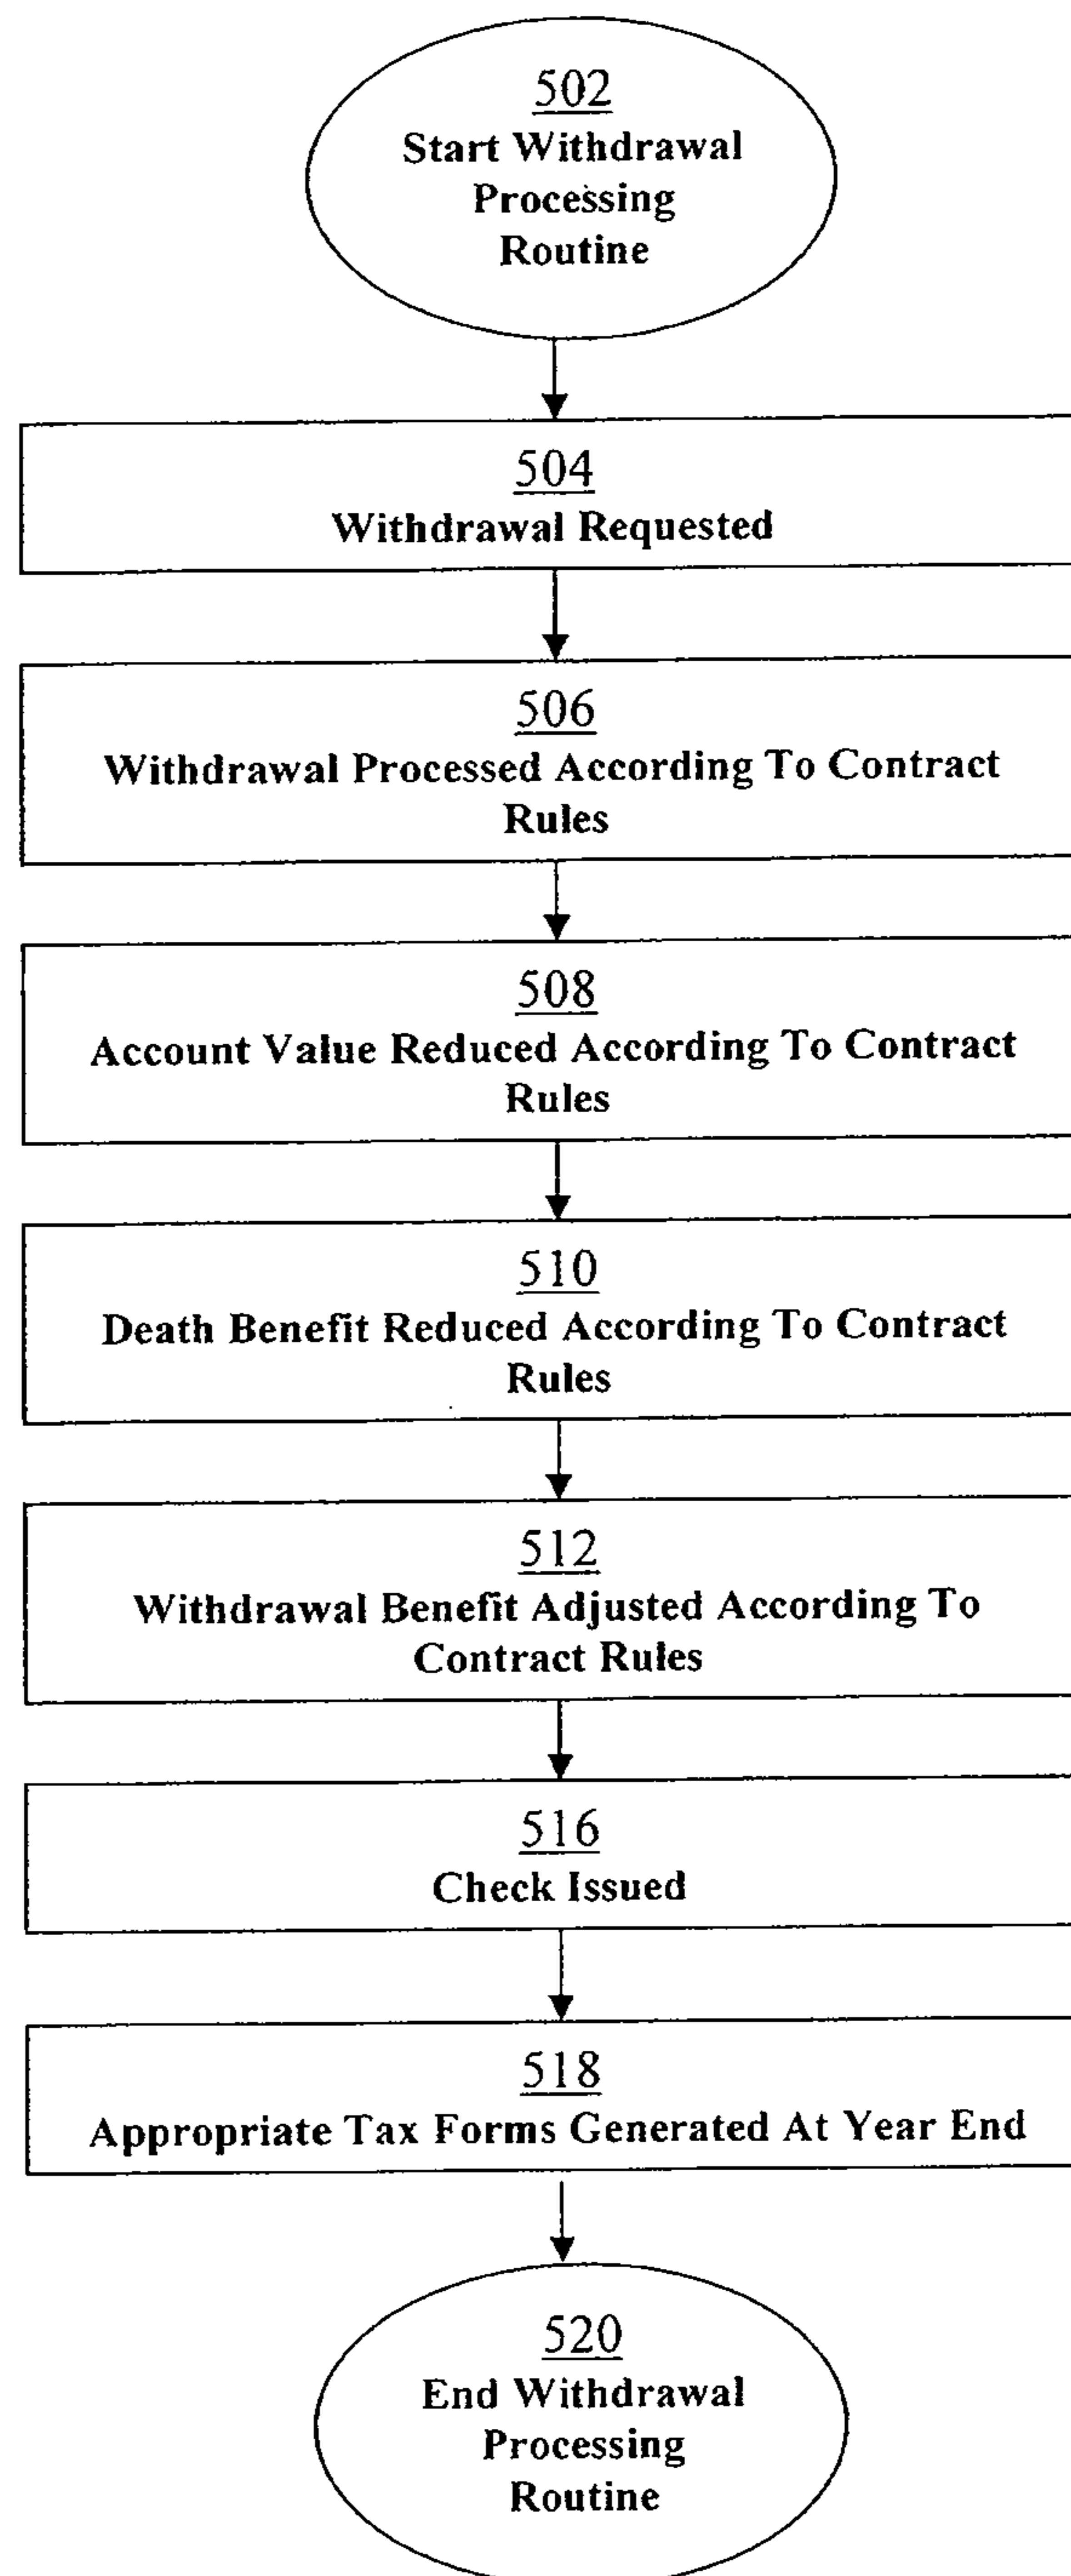 502
Start Withdrawal
Processing
Routine
504
Withdrawal Requested
506
Withdrawal Processed According To Contract
Rules
508
Account Value Reduced According To Contract
Rules
510
Death Benefit Reduced According To Contract
Rules
512
Withdrawal Benefit Adjusted According To
Contract Rules
516
Check Issued
518
Appropriate Tax Forms Generated At Year End
520
End Withdrawal
Processing
Routine